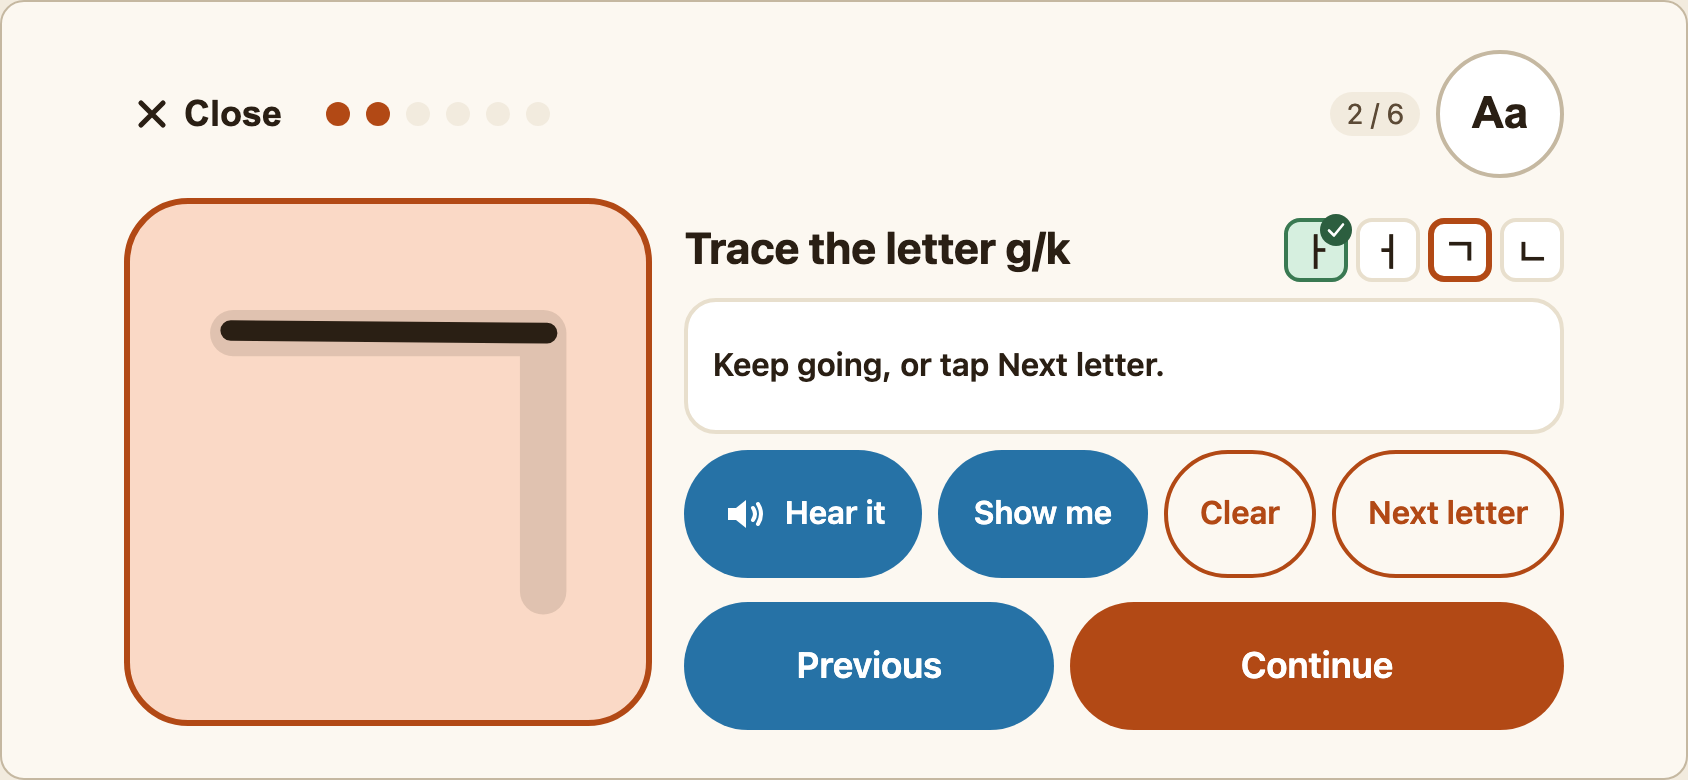 Close
2 / 6
Aa
Trace the letter g/k
ㅏ ㅓ ㄱ ㄴ
Keep going, or tap Next letter.
Hear it
Show me
Clear
Next letter
Previous
Continue